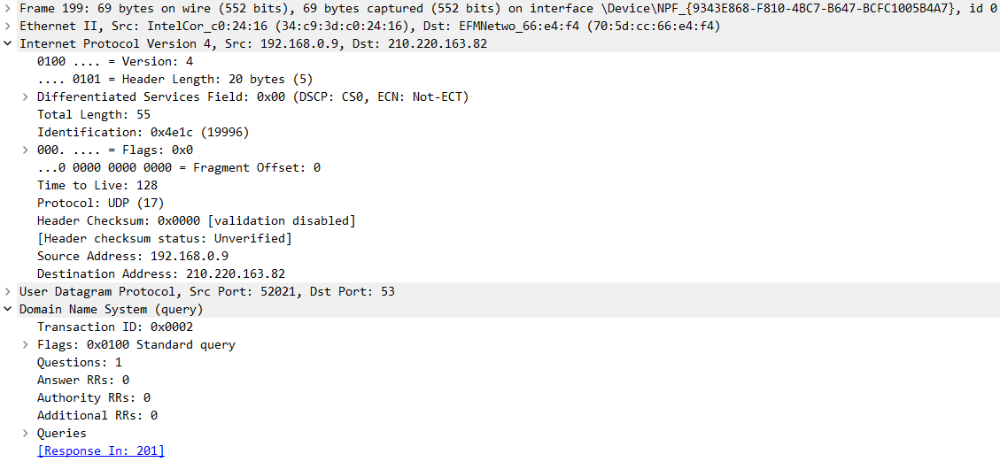 Frame 199: 69 bytes on wire (552 bits), 69 bytes captured (552 bits) on interface \Device\NPF_{9343E868-F810-4BC7-B647-BCFC1005B4A7}, id 0
Ethernet II, Src: IntelCor_c0:24:16 (34:c9:3d:c0:24:16), Dst: EFMNetwo_66:e4:f4 (70:5d:cc:66:e4:f4)
Internet Protocol Version 4, Src: 192.168.0.9, Dst: 210.220.163.82
0100 .... = Version: 4
.... 0101 = Header Length: 20 bytes (5)
Differentiated Services Field: 0x00 (DSCP: CS0, ECN: Not-ECT)
Total Length: 55
Identification: 0x4e1c (19996)
000. .... = Flags: 0x0
...0 0000 0000 0000 = Fragment Offset: 0
Time to Live: 128
Protocol: UDP (17)
Header Checksum: 0x0000 [validation disabled]
[Header checksum status: Unverified]
Source Address: 192.168.0.9
Destination Address: 210.220.163.82
User Datagram Protocol, Src Port: 52021, Dst Port: 53
Domain Name System (query)
Transaction ID: 0x0002
Flags: 0x0100 Standard query
Questions: 1
Answer RRs: 0
Authority RRs: 0
Additional RRs: 0
Queries
[Response In: 201]